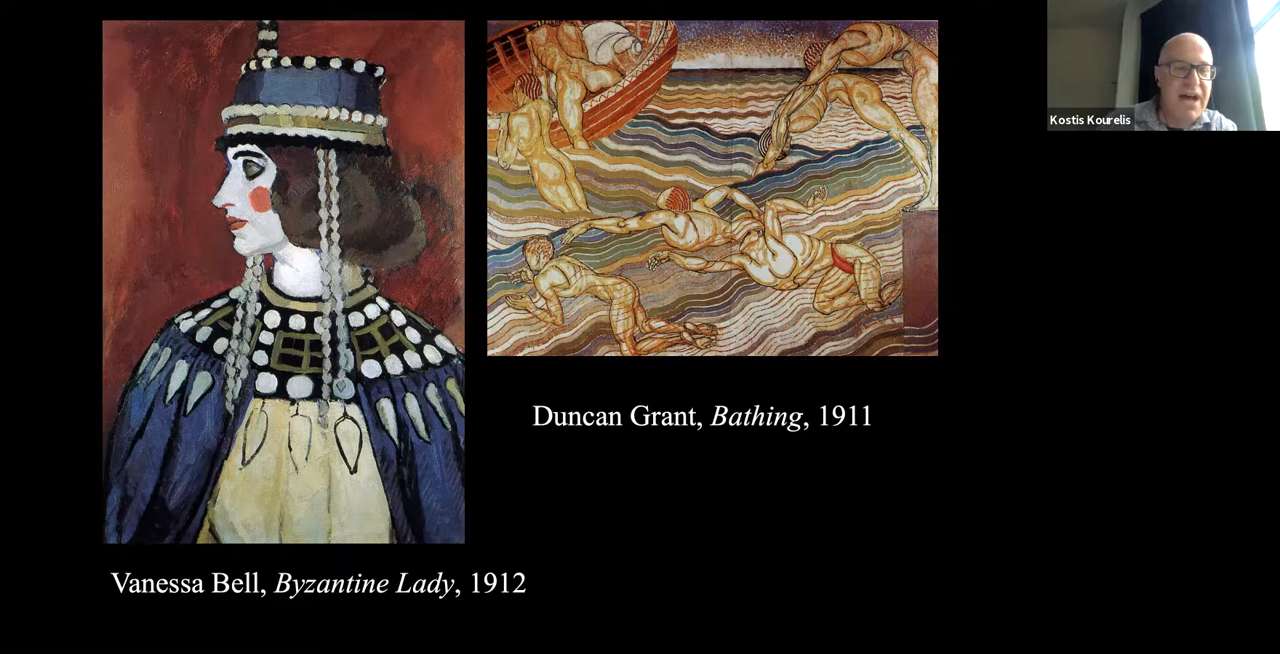 Kostis Kourelis
Duncan Grant, Bathing, 1911
Vanessa Bell, Byzantine Lady, 1912